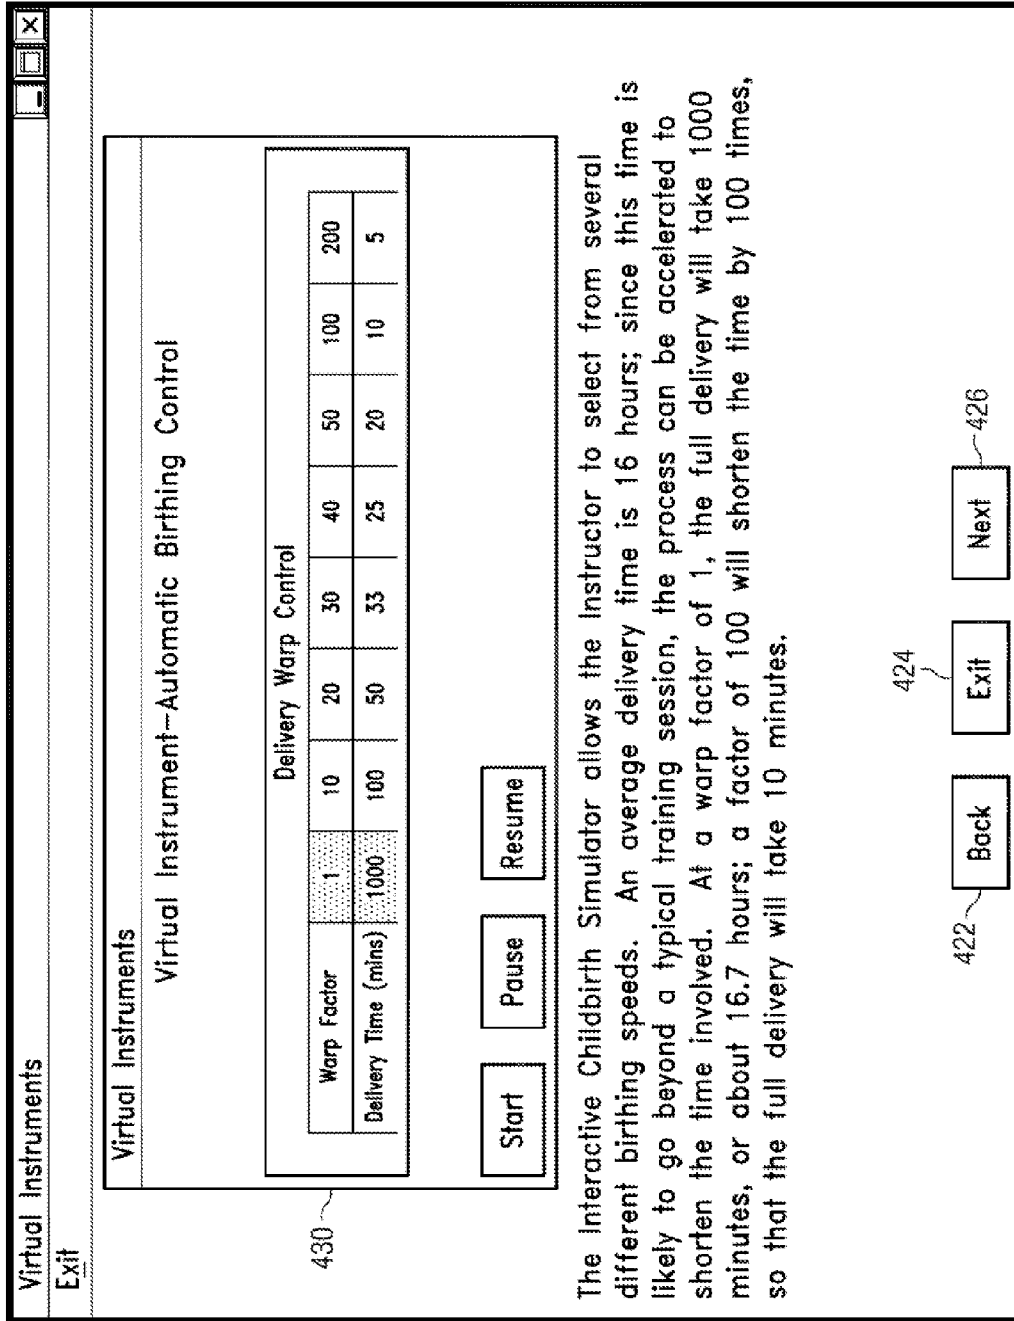 Virtual Instruments
Exit
Virtual Instruments
Virtual Instrument–Automatic Birthing Control
Delivery Warp Control
Warp Factor 1 10 20 30 40 50 100 200
Delivery Time (mins) 1000 100 50 33 25 20 10 5
430
Start Pause Resume
The Interactive Childbirth Simulator allows the Instructor to select from several
different birthing speeds. An average delivery time is 16 hours; since this time is
likely to go beyond a typical training session, the process can be accelerated to
shorten the time involved. At a warp factor of 1, the full delivery will take 1000
minutes, or about 16.7 hours; a factor of 100 will shorten the time by 100 times,
so that the full delivery will take 10 minutes.
424
422 Back Exit Next 426